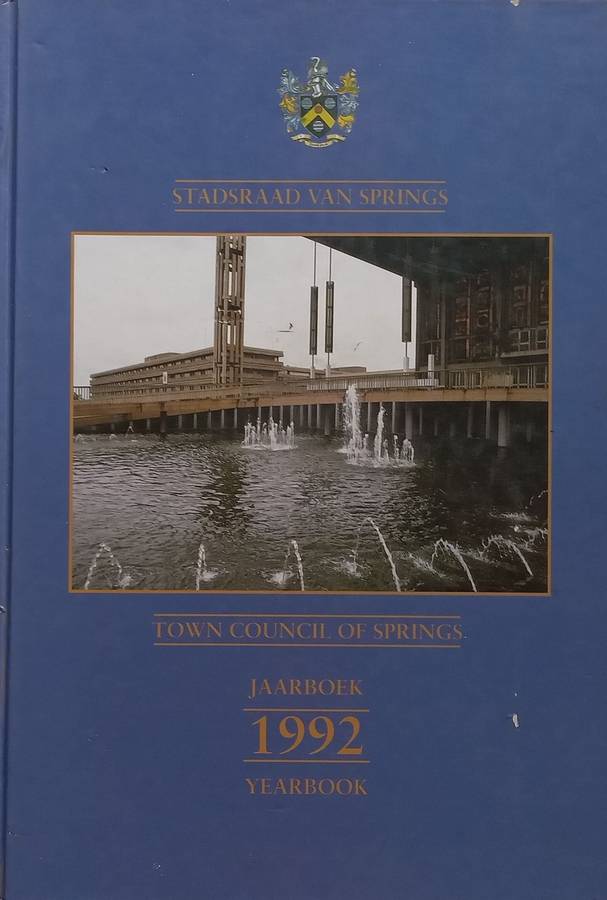 STADSRAAD VAN SPRINGS
TOWN COUNCIL OF SPRINGS
JAARBOEK
1992
YEARBOOK